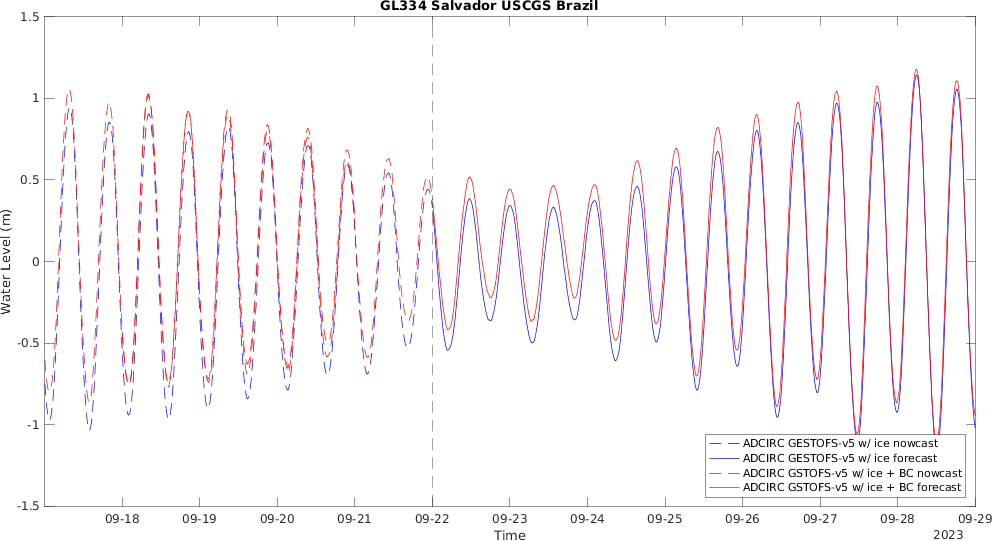 GL334 Salvador USCGS Brazil
1.5
1
0.5
0
-0.5
-1
-1.5
Water Level (m)
ADCIRC GESTOFS-v5 w/ ice nowcast
ADCIRC GESTOFS-v5 w/ ice forecast
ADCIRC GSTOFS-v5 w/ ice + BC nowcast
ADCIRC GSTOFS-v5 w/ ice + BC forecast
09-18 09-19 09-20 09-21 09-22 09-23 09-24 09-25 09-26 09-27 09-28 09-29
Time
2023